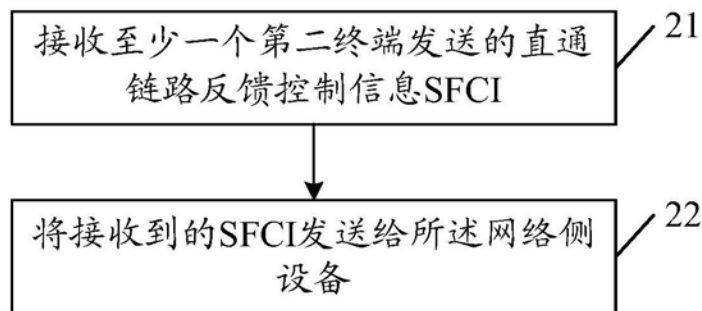 接收至少一个第二终端发送的直通
链路反馈控制信息SFCI
21
将接收到的SFCI发送给所述网络侧
设备
22